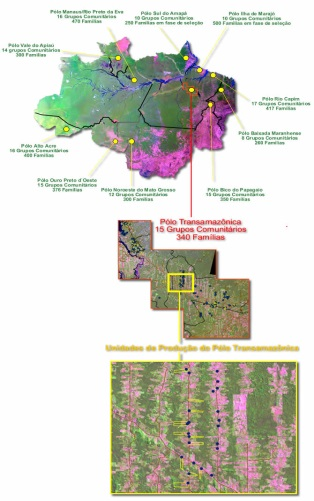 Pólo Manaus/Rio Preto da Eva
16 Grupos Comunitários
470 Famílias
Pólo Sul do Amapá
10 Grupos Comunitários
250 Famílias em fase de seleção
Pólo Ilha de Marajó
10 Grupos Comunitários
500 Famílias em fase de seleção
Pólo Vale do Apiaú
14 grupos Comunitários
300 Famílias
Pólo Rio Capim
17 Grupos Comunitários
417 Famílias
Pólo Baixada Maranhense
Grupos Comunitários
Famílias
Pólo Alto Acre
16 Grupos Comunitários
Famílias
Pólo Ouro Preto d'Oeste
15 Grupos Comunitários
Famílias
Pólo Noroeste do Mato Grosso
12 Grupos Comunitários
300 Famílias
Pólo Bico do Papagaio
15 Grupos Comunitários
350 Famílias
Pólo Transamazônica
15 Grupos Comunitários
340 Famílias
Unidades de Produção do Pólo Transamazônica